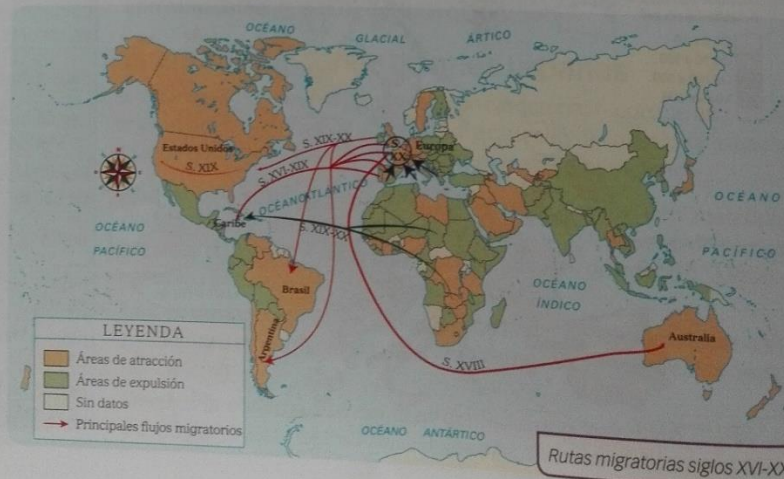 OCÉANO
GLACIAL
ÁRTICO
Estados Unidos
S. XIX
S. XIX-XX
S. XVI-XIX
S.
XX
Europa
OCÉANO ATLÁNTICO
Caribe
S. XIX-XX
OCÉANO
PACÍFICO
OCÉANO
PACÍFICO
OCÉANO
ÍNDICO
Brasil
Argentina
Australia
S. XVIII
LEYENDA
Áreas de atracción
Áreas de expulsión
Sin datos
Principales flujos migratorios
OCÉANO ANTÁRTICO
Rutas migratorias siglos XVI-XX